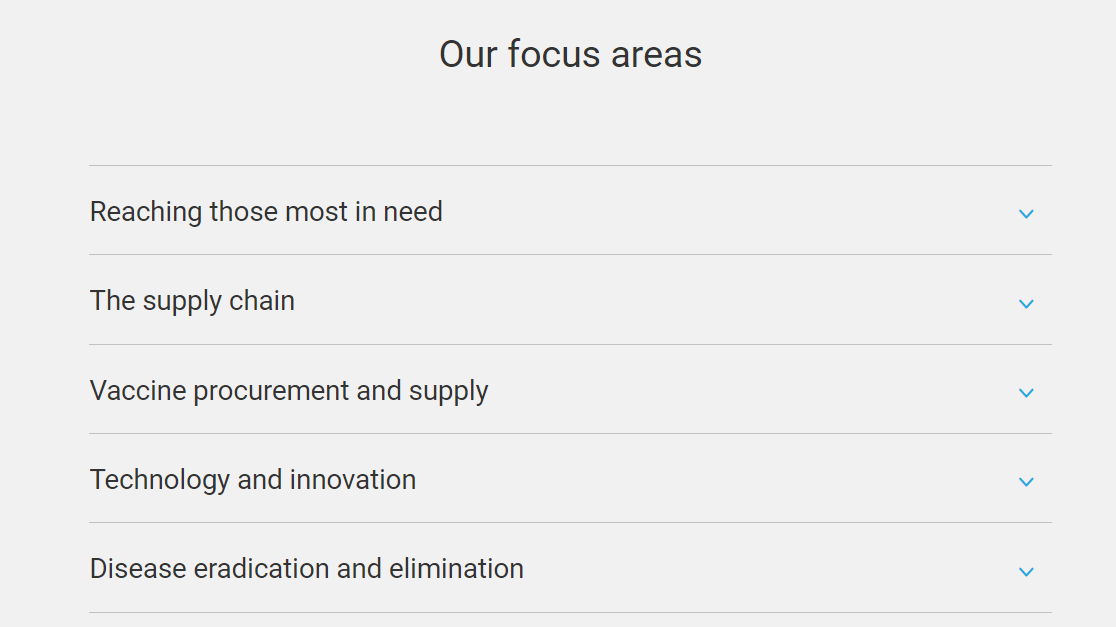 Our focus areas
Reaching those most in need
The supply chain
Vaccine procurement and supply
Technology and innovation
Disease eradication and elimination